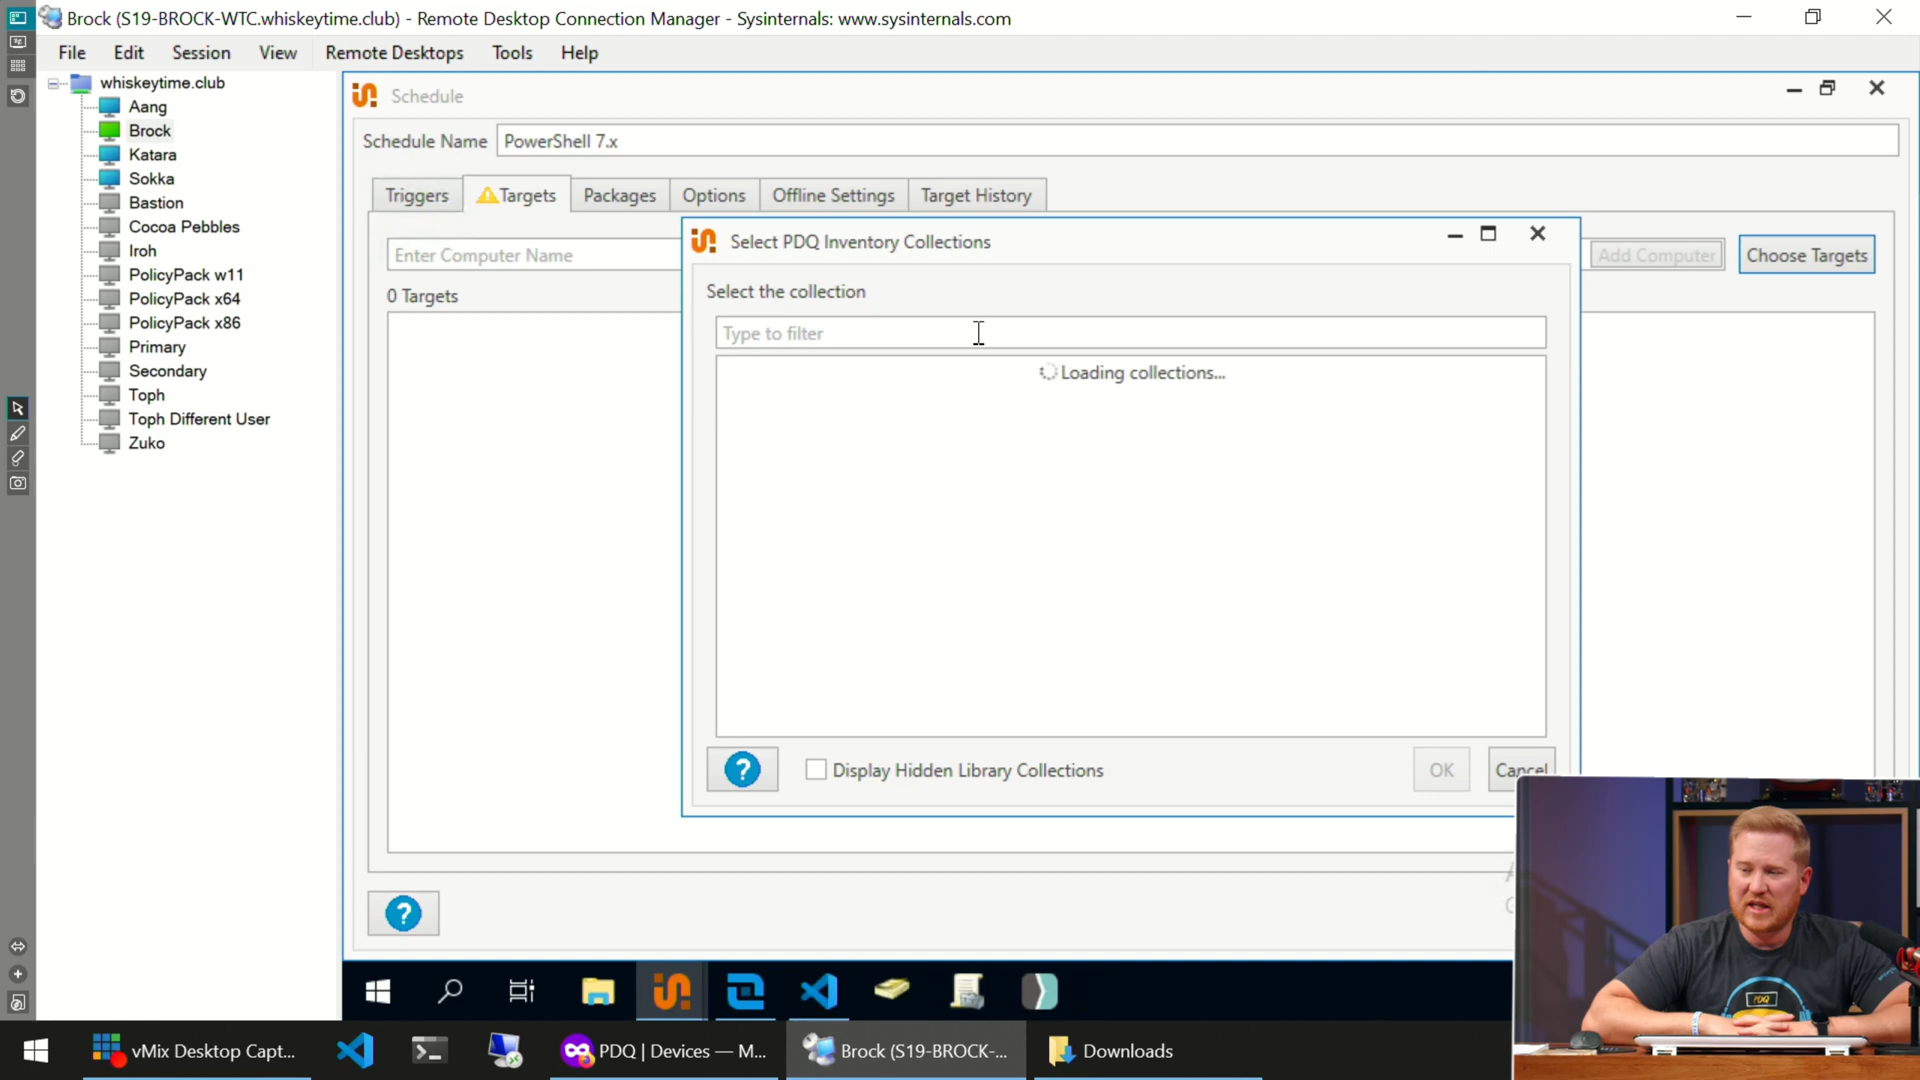 Brock (S19-BROCK-WTC.whiskeytime.club) - Remote Desktop Connection Manager - Sysinternals: www.sysinternals.com
File Edit Session View Remote Desktops Tools Help
whiskeytime.club
Aang
Brock
Katara
Sokka
Bastion
Cocoa Pebbles
Iroh
PolicyPack w11
PolicyPack x64
PolicyPack x86
Primary
Secondary
Toph
Toph Different User
Zuko
Schedule
Schedule Name PowerShell 7.x
Triggers Targets Packages Options Offline Settings Target History
Enter Computer Name
Add Computer Choose Targets
0 Targets
Select PDQ Inventory Collections
Select the collection
Type to filter
Loading collections...
? Display Hidden Library Collections OK Cancel
?
PDQ
vMix Desktop Capt... PDQ | Devices — M... Brock (S19-BROCK-... Downloads